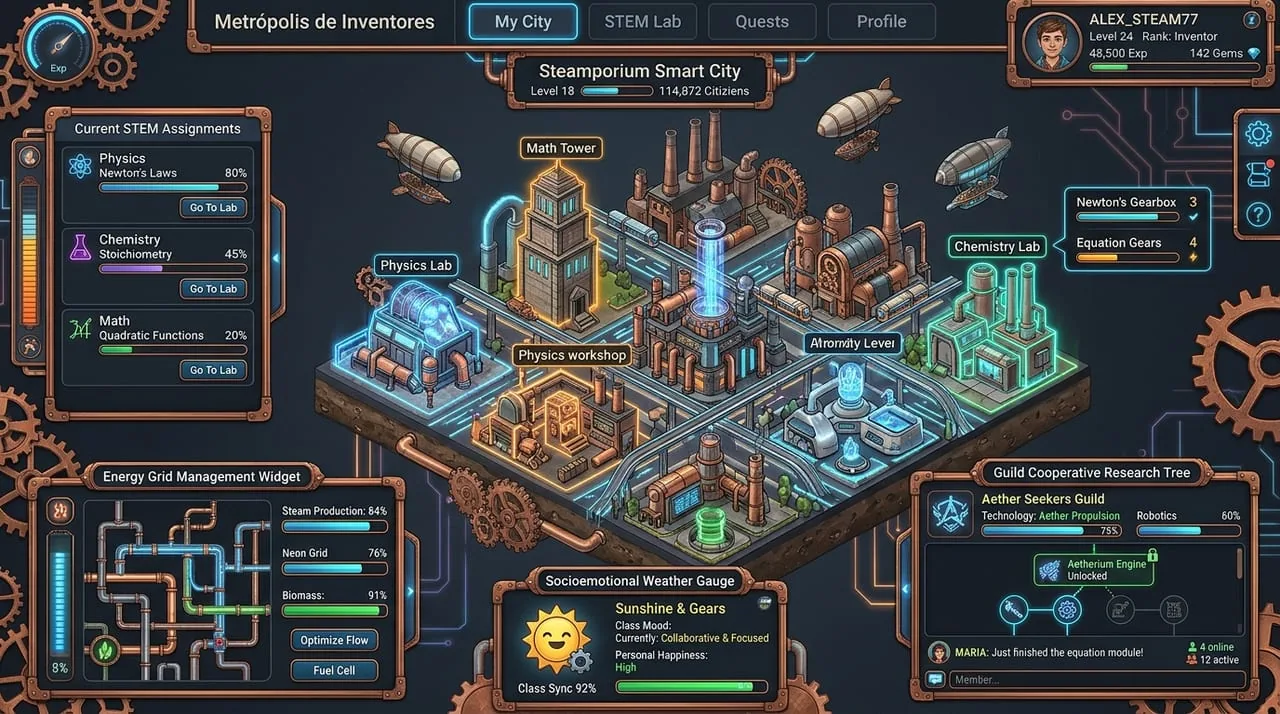 Metrópolis de Inventores
My City
STEM Lab
Quests
Profile
ALEX_STEAM77
Level 24 Rank: Inventor
48,500 Exp 142 Gems
Exp
Steamporium Smart City
Level 18 114,872 Citiziens
Current STEM Assignments
Physics
Newton's Laws 80%
Go To Lab
Chemistry
Stoichiometry 45%
Go To Lab
Math
Quadratic Functions 20%
Go To Lab
Math Tower
Physics Lab
Physics workshop
Chemistry Lab
Lever
Newton's Gearbox 3
Equation Gears 4
?
Energy Grid Management Widget
Steam Production: 84%
Neon Grid 76%
Biomass: 91%
Optimize Flow
Fuel Cell
8%
Socioemotional Weather Gauge
Sunshine & Gears
Class Mood:
Currently: Collaborative & Focused
Personal Happiness:
High
Class Sync 92%
Guild Cooperative Research Tree
Aether Seekers Guild
Technology: Aether Propulsion
75%
Robotics 60%
Aetherium Engine
Unlocked
MARIA: Just finished the equation module!
4 online
12 active
Member...